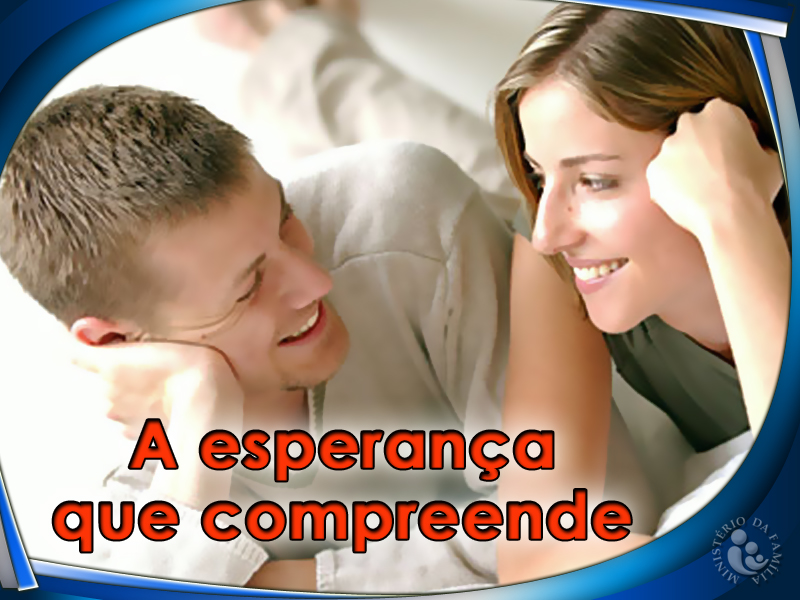 A esperança
que compreende
MINISTÉRIO DA FAMÍLIA